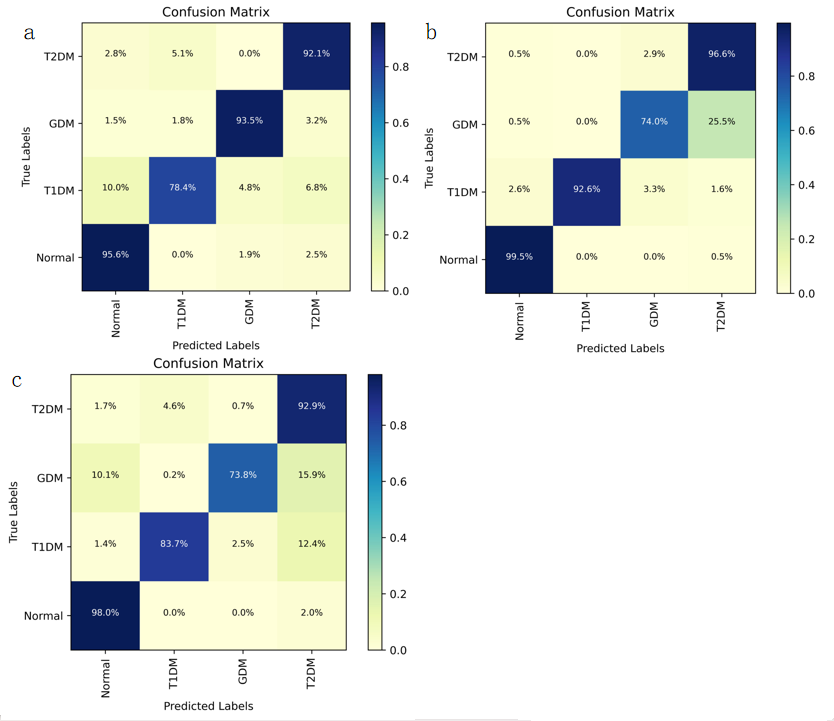 a
Confusion Matrix
True Labels
T2DM 2.8% 5.1% 0.0% 92.1%
GDM 1.5% 1.8% 93.5% 3.2%
T1DM 10.0% 78.4% 4.8% 6.8%
Normal 95.6% 0.0% 1.9% 2.5%
Normal T1DM GDM T2DM
Predicted Labels
0.8
0.6
0.4
0.2
0.0
b
Confusion Matrix
True Labels
T2DM 0.5% 0.0% 2.9% 96.6%
GDM 0.5% 0.0% 74.0% 25.5%
T1DM 2.6% 92.6% 3.3% 1.6%
Normal 99.5% 0.0% 0.0% 0.5%
Normal T1DM GDM T2DM
Predicted Labels
0.8
0.6
0.4
0.2
0.0
c
Confusion Matrix
True Labels
T2DM 1.7% 4.6% 0.7% 92.9%
GDM 10.1% 0.2% 73.8% 15.9%
T1DM 1.4% 83.7% 2.5% 12.4%
Normal 98.0% 0.0% 0.0% 2.0%
Normal T1DM GDM T2DM
Predicted Labels
0.8
0.6
0.4
0.2
0.0